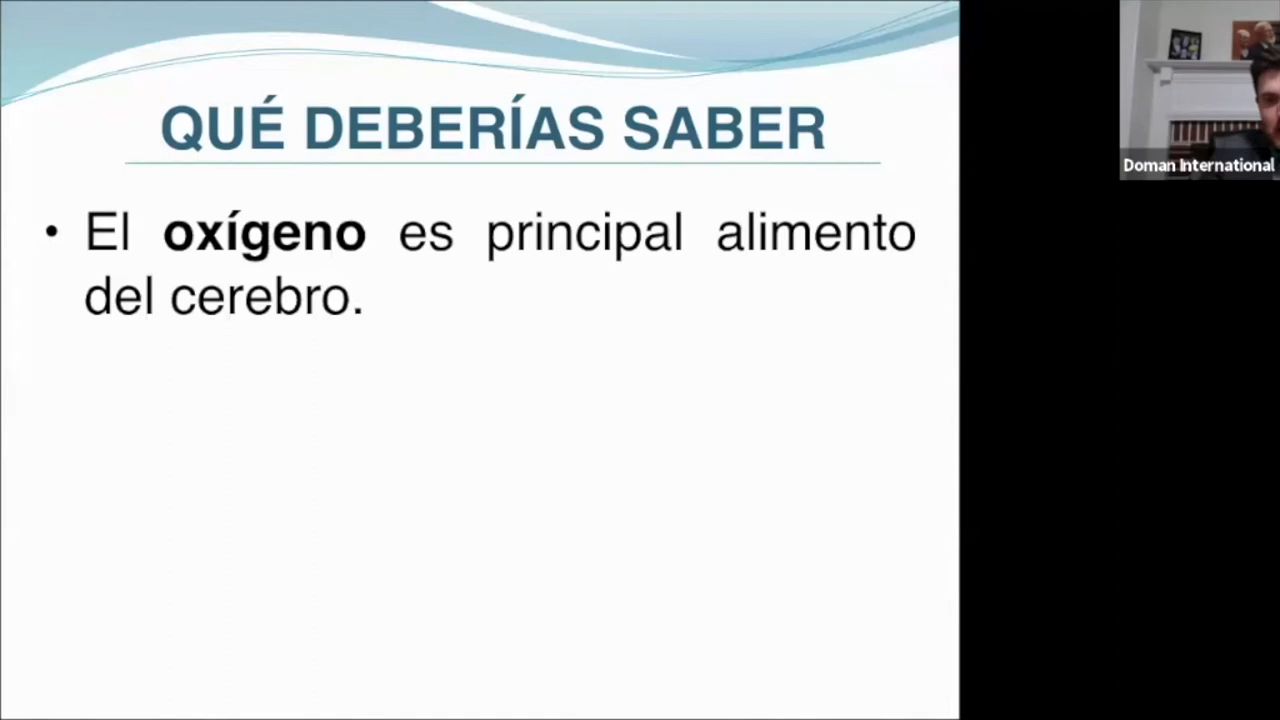 QUÉ DEBERÍAS SABER
• El oxígeno es principal alimento
del cerebro.
Doman International